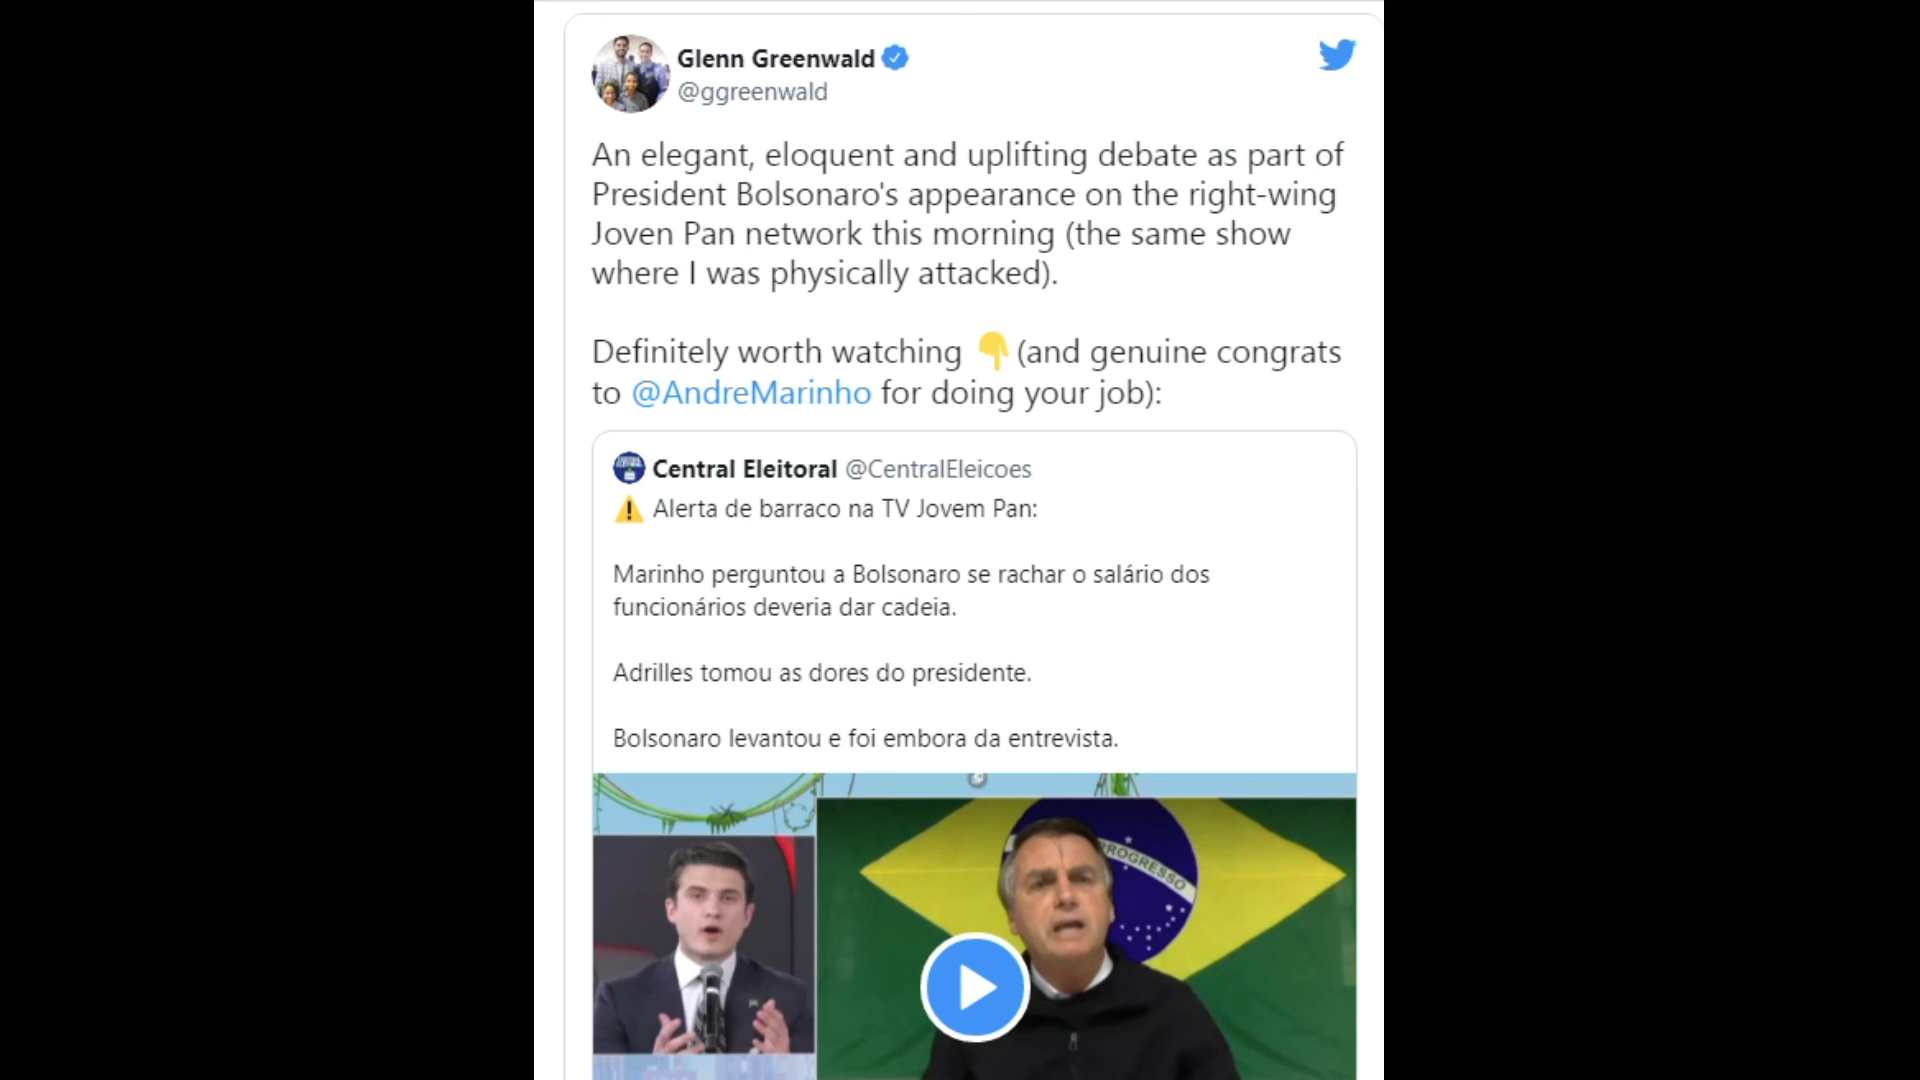 Glenn Greenwald
@ggreenwald
An elegant, eloquent and uplifting debate as part of
President Bolsonaro's appearance on the right-wing
Joven Pan network this morning (the same show
where I was physically attacked).
Definitely worth watching 👇(and genuine congrats
to @AndreMarinho for doing your job):
Central Eleitoral @CentralEleicoes
⚠️ Alerta de barraco na TV Jovem Pan:
Marinho perguntou a Bolsonaro se rachar o salário dos
funcionários deveria dar cadeia.
Adrilles tomou as dores do presidente.
Bolsonaro levantou e foi embora da entrevista.
PROGRESSO